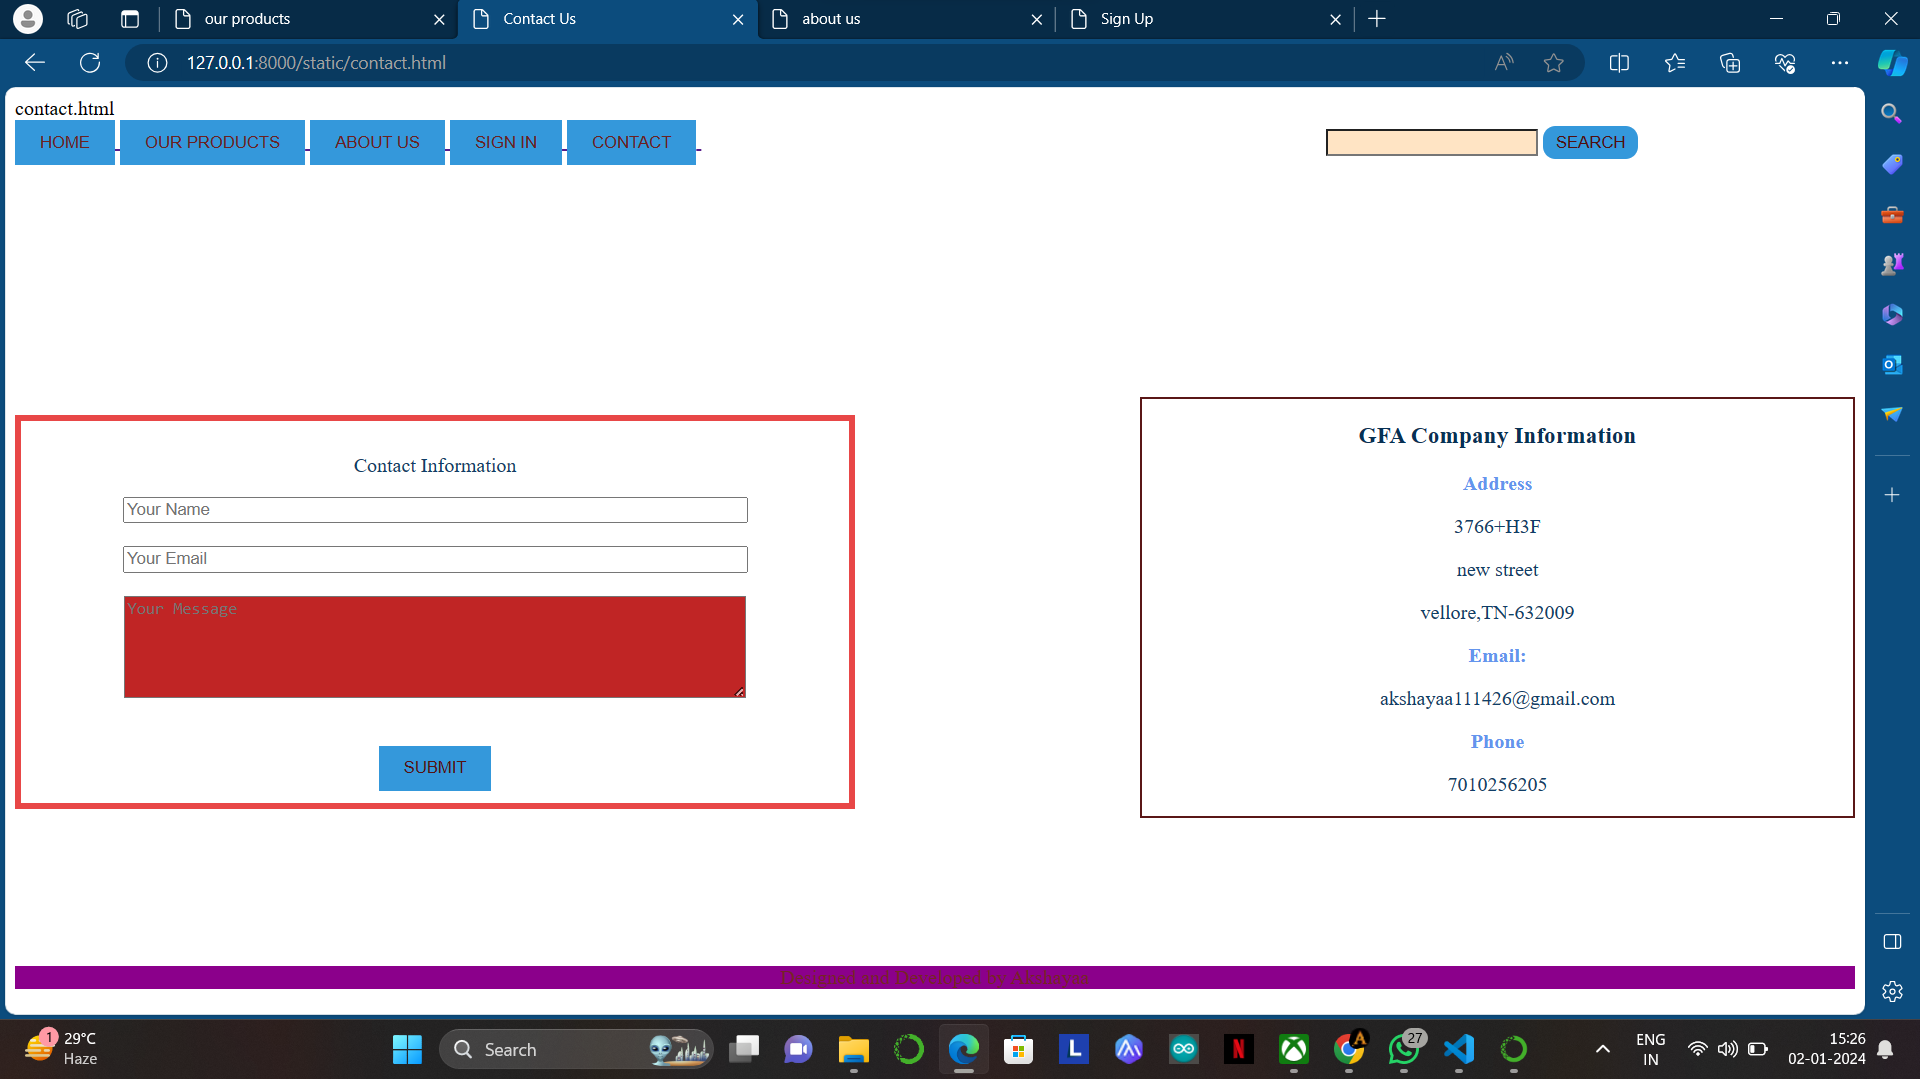 our products
Contact Us
about us
Sign Up
127.0.0.1:8000/static/contact.html
contact.html
HOME
OUR PRODUCTS
ABOUT US
SIGN IN
CONTACT
SEARCH
Contact Information
Your Name
Your Email
Your Message
SUBMIT
GFA Company Information
Address
3766+H3F
new street
vellore,TN-632009
Email:
akshayaa111426@gmail.com
Phone
7010256205
Designed and Developed by Akshayaa
1
29°C
Haze
Search
L
N
A
27
ENG
IN
15:26
02-01-2024